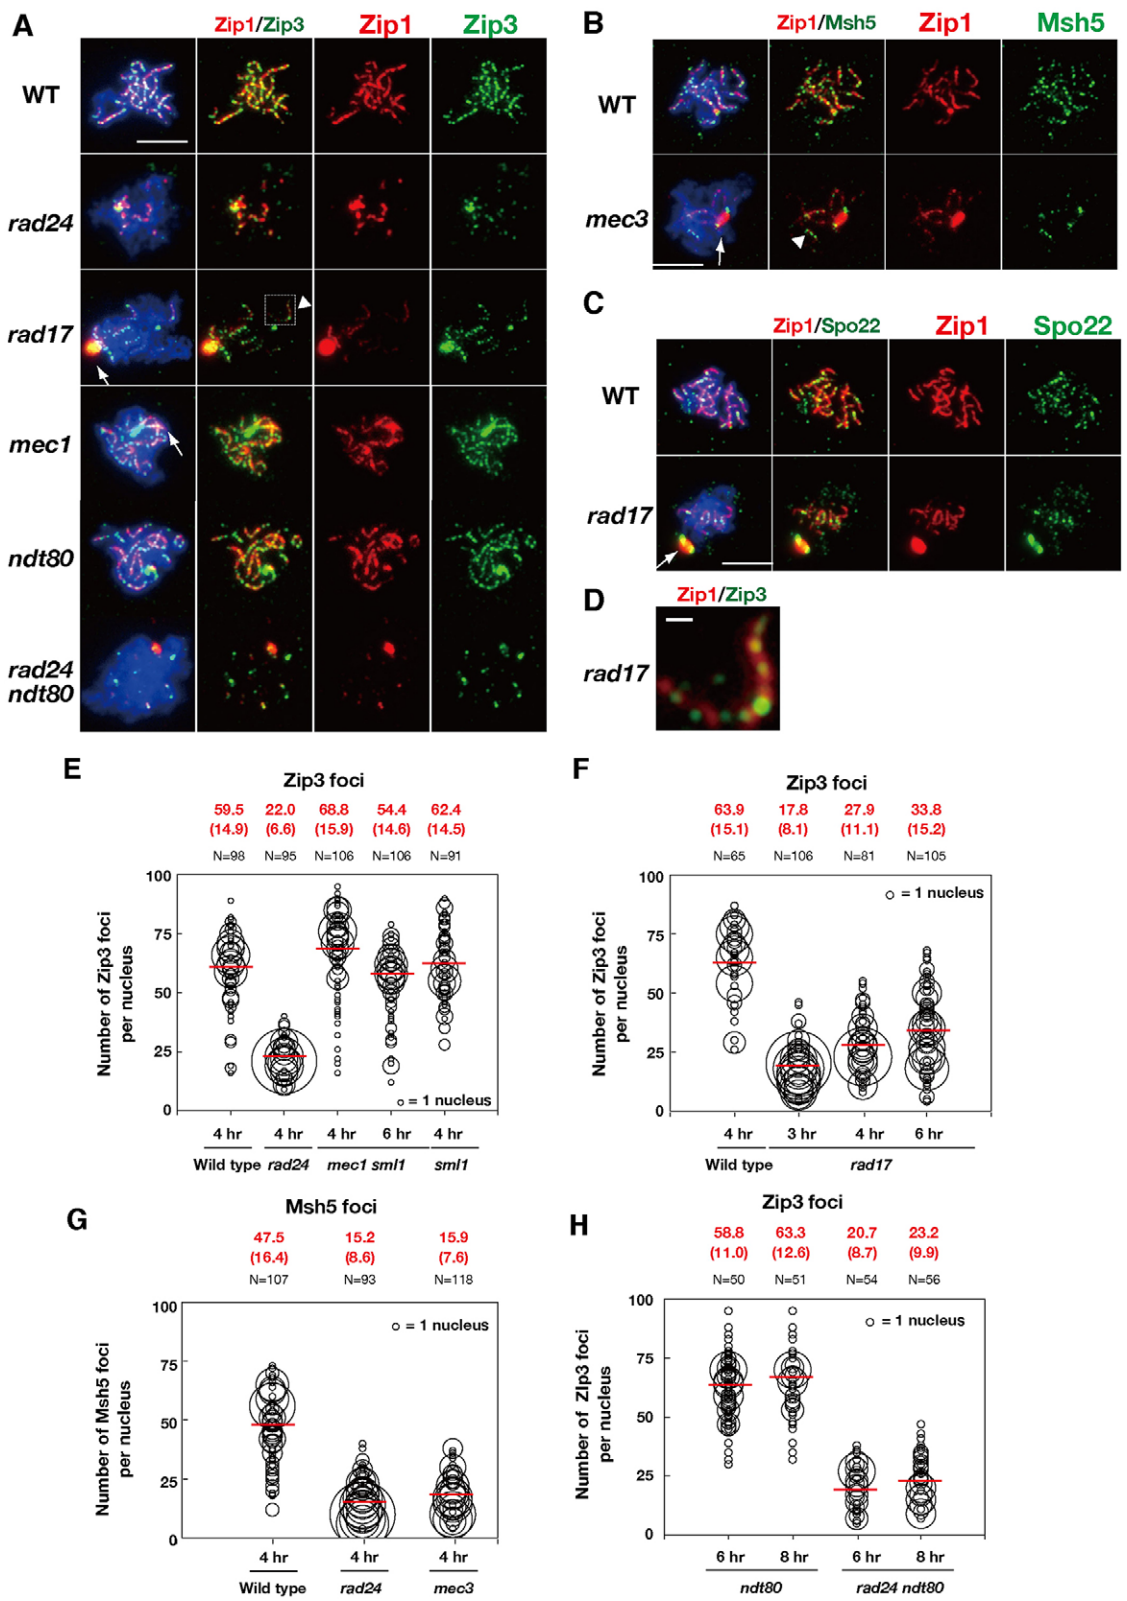 A
Zip1/Zip3
Zip1
Zip3
WT
rad24
rad17
mec1
ndt80
rad24
ndt80
B
Zip1/Msh5
Zip1
Msh5
WT
mec3
C
Zip1/Spo22
Zip1
Spo22
WT
rad17
D
Zip1/Zip3
rad17
E
Zip3 foci
59.5 22.0 68.8 54.4 62.4
(14.9) (6.6) (15.9) (14.6) (14.5)
N=98 N=95 N=106 N=106 N=91
Number of Zip3 foci
per nucleus
100
75
50
25
0
= 1 nucleus
4 hr 4 hr 4 hr 6 hr 4 hr
Wild type rad24 mec1 sml1 sml1
F
Zip3 foci
63.9 17.8 27.9 33.8
(15.1) (8.1) (11.1) (15.2)
N=65 N=106 N=81 N=105
Number of Zip3 foci
per nucleus
100
75
50
25
0
= 1 nucleus
4 hr 3 hr 4 hr 6 hr
Wild type rad17
G
Msh5 foci
47.5 15.2 15.9
(16.4) (8.6) (7.6)
N=107 N=93 N=118
Number of Msh5 foci
per nucleus
100
75
50
25
0
= 1 nucleus
4 hr 4 hr 4 hr
Wild type rad24 mec3
H
Zip3 foci
58.8 63.3 20.7 23.2
(11.0) (12.6) (8.7) (9.9)
N=50 N=51 N=54 N=56
Number of ZIp3 foci
per nucleus
100
75
50
25
0
= 1 nucleus
6 hr 8 hr 6 hr 8 hr
ndt80 rad24 ndt80